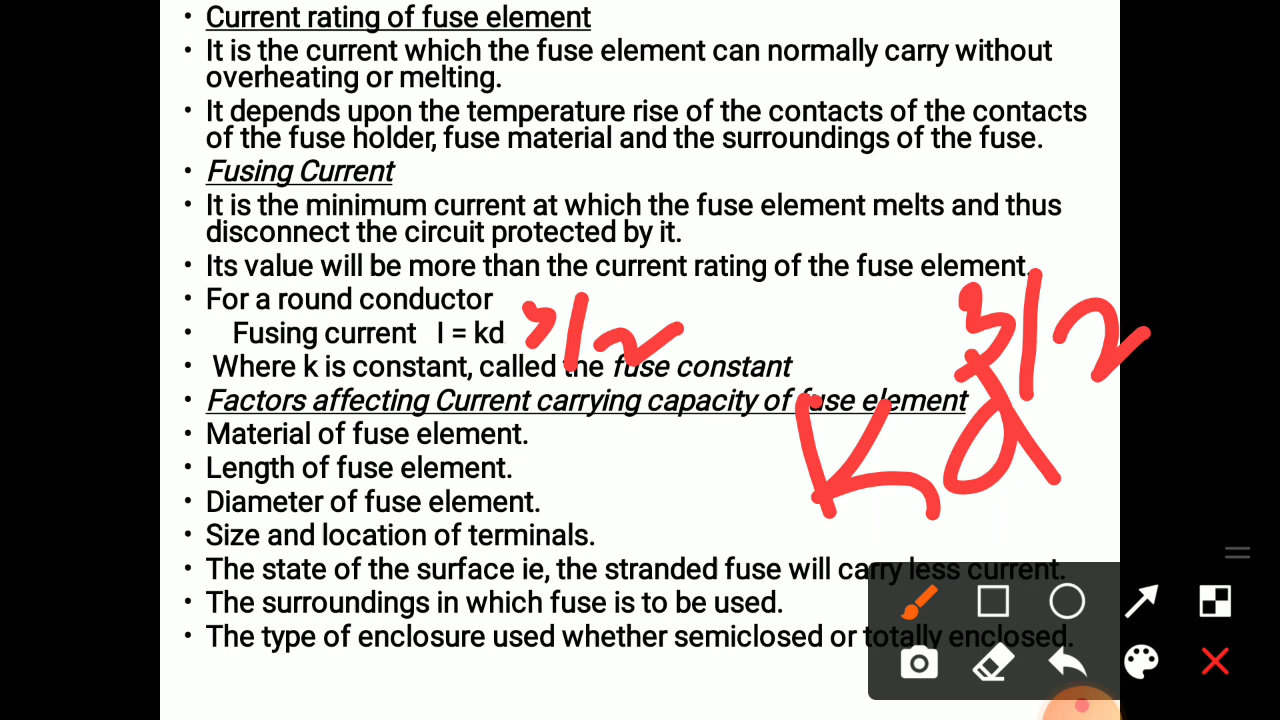 • Current rating of fuse element
• It is the current which the fuse element can normally carry without
overheating or melting.
• It depends upon the temperature rise of the contacts of the contacts
of the fuse holder, fuse material and the surroundings of the fuse.
• Fusing Current
• It is the minimum current at which the fuse element melts and thus
disconnect the circuit protected by it.
• Its value will be more than the current rating of the fuse element.
• For a round conductor
• Fusing current I = kd 3/2
• Where k is constant, called the fuse constant
Kd 3/2
• Factors affecting Current carrying capacity of fuse element
• Material of fuse element.
• Length of fuse element.
• Diameter of fuse element.
• Size and location of terminals.
• The state of the surface ie, the stranded fuse will carry less current.
• The surroundings in which fuse is to be used.
• The type of enclosure used whether semiclosed or totally enclosed.